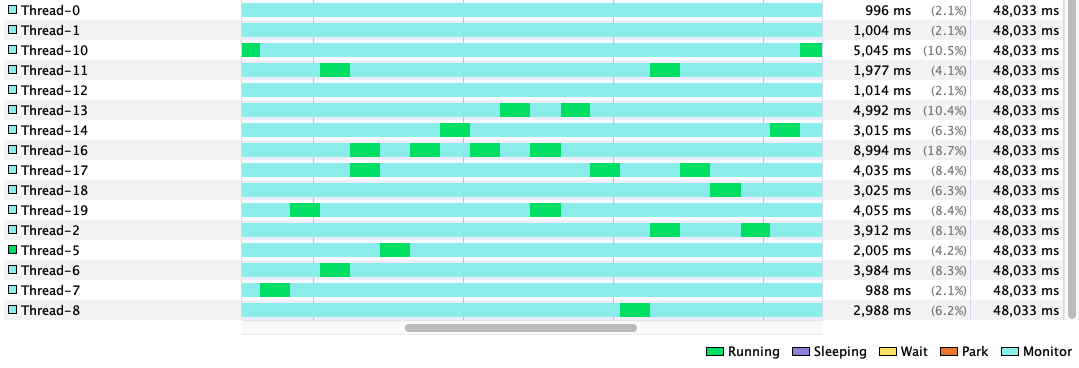 Thread-0 996 ms (2.1%) 48,033 ms
Thread-1 1,004 ms (2.1%) 48,033 ms
Thread-10 5,045 ms (10.5%) 48,033 ms
Thread-11 1,977 ms (4.1%) 48,033 ms
Thread-12 1,014 ms (2.1%) 48,033 ms
Thread-13 4,992 ms (10.4%) 48,033 ms
Thread-14 3,015 ms (6.3%) 48,033 ms
Thread-16 8,994 ms (18.7%) 48,033 ms
Thread-17 4,035 ms (8.4%) 48,033 ms
Thread-18 3,025 ms (6.3%) 48,033 ms
Thread-19 4,055 ms (8.4%) 48,033 ms
Thread-2 3,912 ms (8.1%) 48,033 ms
Thread-5 2,005 ms (4.2%) 48,033 ms
Thread-6 3,984 ms (8.3%) 48,033 ms
Thread-7 988 ms (2.1%) 48,033 ms
Thread-8 2,988 ms (6.2%) 48,033 ms
Running Sleeping Wait Park Monitor